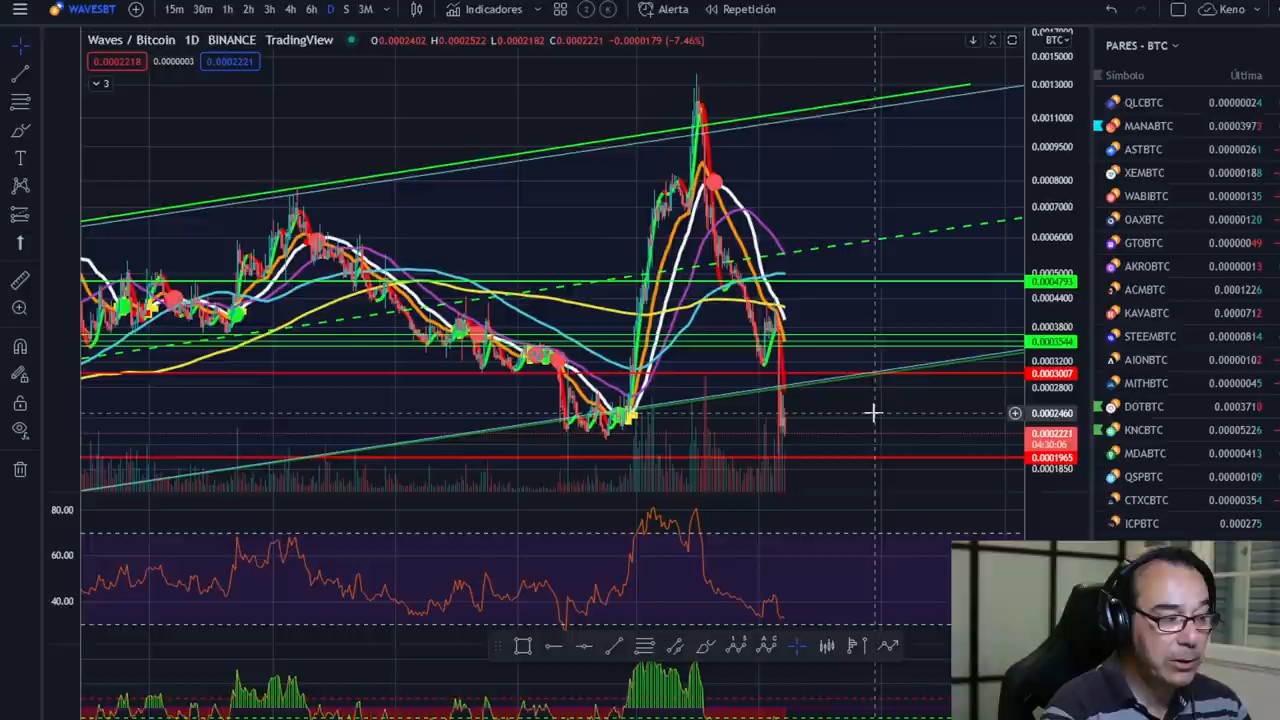 WAVESBT 15m 30m 1h 2h 3h 4h 6h D S 3M Indicadores Alerta Repetición Keno
Waves / Bitcoin 1D BINANCE TradingView O0.0002402 H0.0002522 L0.0002182 C0.0002221 −0.0000179 (−7.46%)
0.0002218 0.0000003 0.0002221
3
BTC
0.0015000
0.0013000
0.0011000
0.0009500
0.0008000
0.0007000
0.0006000
0.0005000
0.0004793
0.0004400
0.0003800
0.0003544
0.0003200
0.0003007
0.0002800
0.0002460
0.0002221
04:30:06
0.0001965
0.0001850
80.00
60.00
40.00
PARES - BTC
Símbolo Última
QLCBTC 0.00000024
MANABTC 0.00003973
ASTBTC 0.00000261
XEMBTC 0.00000188
WABIBTC 0.00000135
OAXBTC 0.00000120
GTOBTC 0.00000049
AKROBTC 0.00000013
ACMBTC 0.0001226
KAVABTC 0.0000712
STEEMBTC 0.00000814
AIONBTC 0.00000102
MITHBTC 0.00000045
DOTBTC 0.0003710
KNCBTC 0.00005226
MDABTC 0.00000413
QSPBTC 0.00000109
CTXCBTC 0.00000354
ICPBTC 0.000275